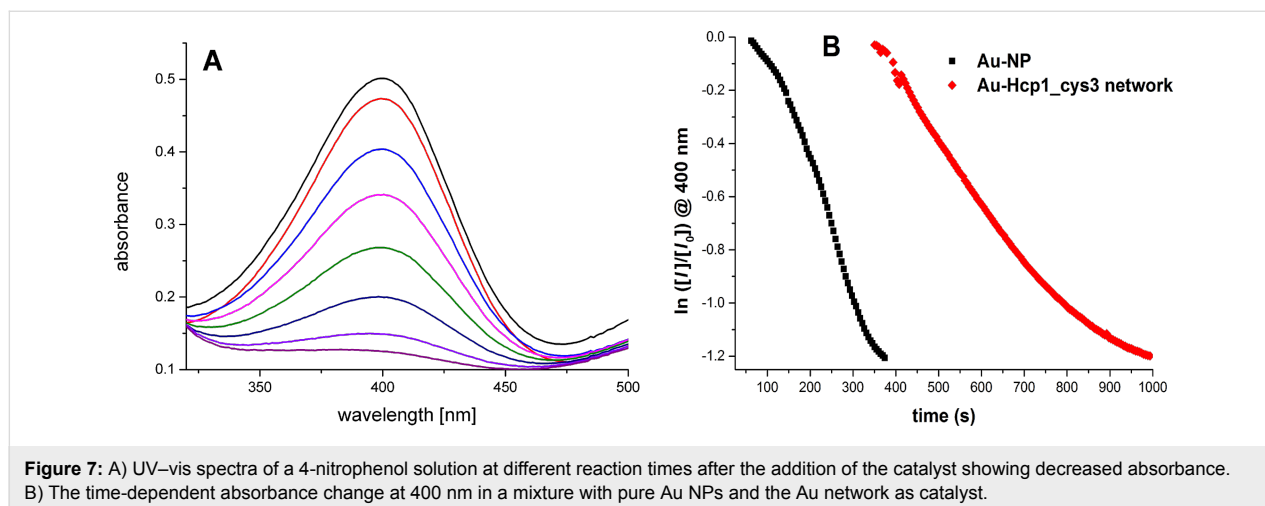 A
0.5
0.4
0.3
0.2
0.1
absorbance
350
400
450
500
wavelength [nm]
B
Au-NP
Au-Hcp1_cys3 network
0.0
-0.2
-0.4
-0.6
-0.8
-1.0
-1.2
ln ([I]/[I0]) @ 400 nm
100 200 300 400 500 600 700 800 900 1000
time (s)
Figure 7: A) UV–vis spectra of a 4-nitrophenol solution at different reaction times after the addition of the catalyst showing decreased absorbance.
B) The time-dependent absorbance change at 400 nm in a mixture with pure Au NPs and the Au network as catalyst.